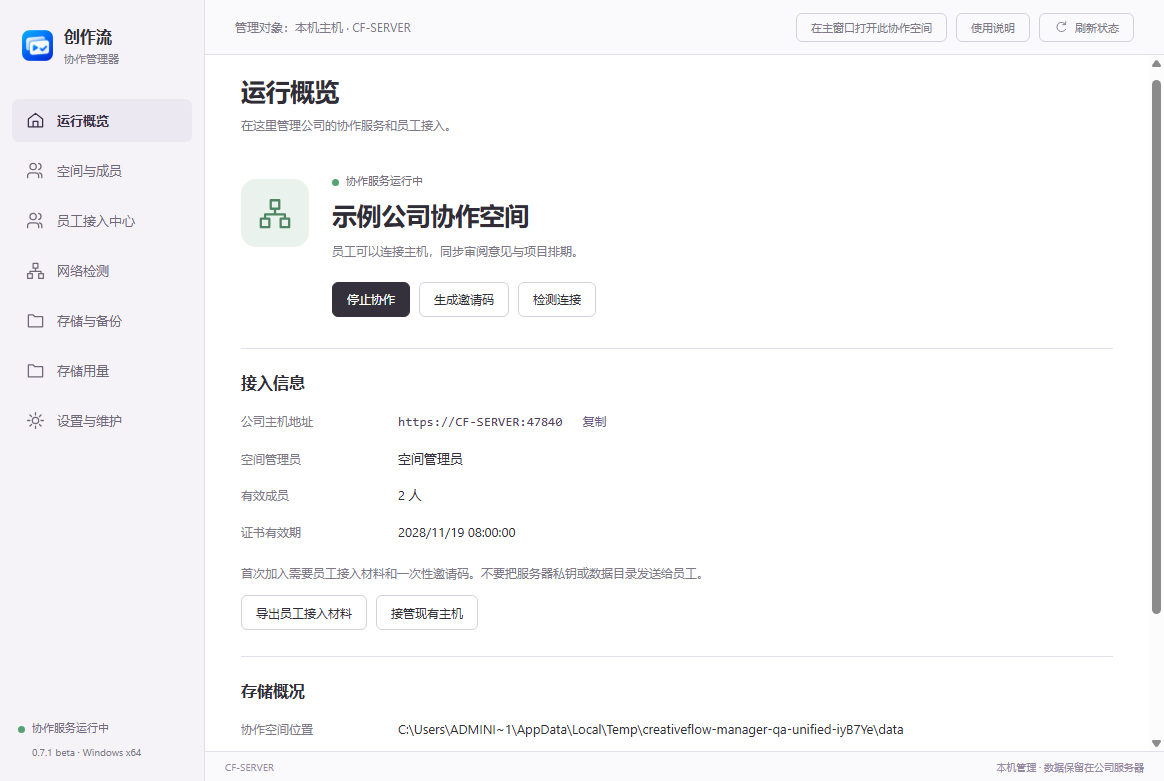 创作流
协作管理器
管理对象：本机主机 · CF-SERVER
在主窗口打开此协作空间
使用说明
刷新状态
运行概览
空间与成员
员工接入中心
网络检测
存储与备份
存储用量
设置与维护
协作服务运行中
0.7.1 beta · Windows x64
运行概览
在这里管理公司的协作服务和员工接入。
协作服务运行中
示例公司协作空间
员工可以连接主机，同步审阅意见与项目排期。
停止协作
生成邀请码
检测连接
接入信息
公司主机地址 https://CF-SERVER:47840 复制
空间管理员 空间管理员
有效成员 2 人
证书有效期 2028/11/19 08:00:00
首次加入需要员工接入材料和一次性邀请码。不要把服务器私钥或数据目录发送给员工。
导出员工接入材料
接管现有主机
存储概况
协作空间位置 C:\Users\ADMINI~1\AppData\Local\Temp\creativeflow-manager-qa-unified-iyB7Ye\data
CF-SERVER
本机管理 · 数据保留在公司服务器